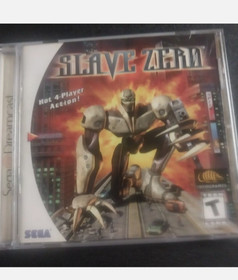 SLAVE ZERO
Hot 4-Player
Action!
Sega Dreamcast
SEGA
T